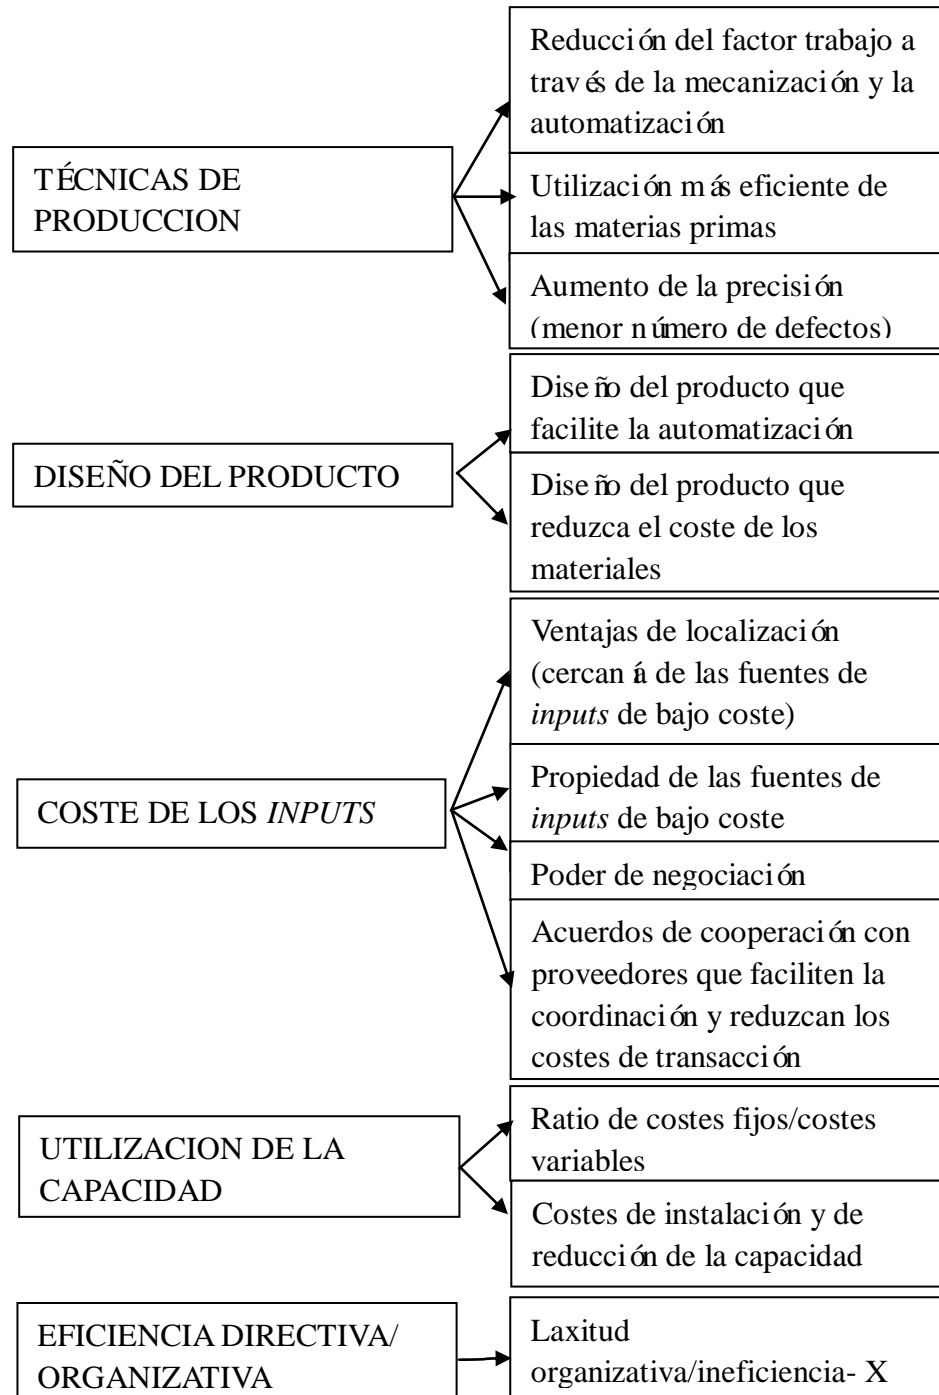 TÉCNICAS DE
PRODUCCION
Reducción del factor trabajo a
través de la mecanización y la
automatización
Utilización más eficiente de
las materias primas
Aumento de la precisión
(menor número de defectos)
DISEÑO DEL PRODUCTO
Diseño del producto que
facilite la automatización
Diseño del producto que
reduzca el coste de los
materiales
COSTE DE LOS INPUTS
Ventajas de localización
(cercanía de las fuentes de
inputs de bajo coste)
Propiedad de las fuentes de
inputs de bajo coste
Poder de negociación
Acuerdos de cooperación con
proveedores que faciliten la
coordinación y reduzcan los
costes de transacción
UTILIZACION DE LA
CAPACIDAD
Ratio de costes fijos/costes
variables
Costes de instalación y de
reducción de la capacidad
EFICIENCIA DIRECTIVA/
ORGANIZATIVA
Laxitud
organizativa/ineficiencia- X